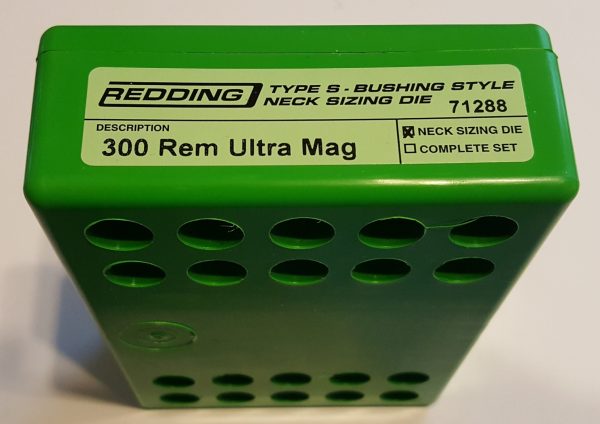 REDDING TYPE S - BUSHING STYLE
NECK SIZING DIE 71288
DESCRIPTION
300 Rem Ultra Mag
NECK SIZING DIE
COMPLETE SET